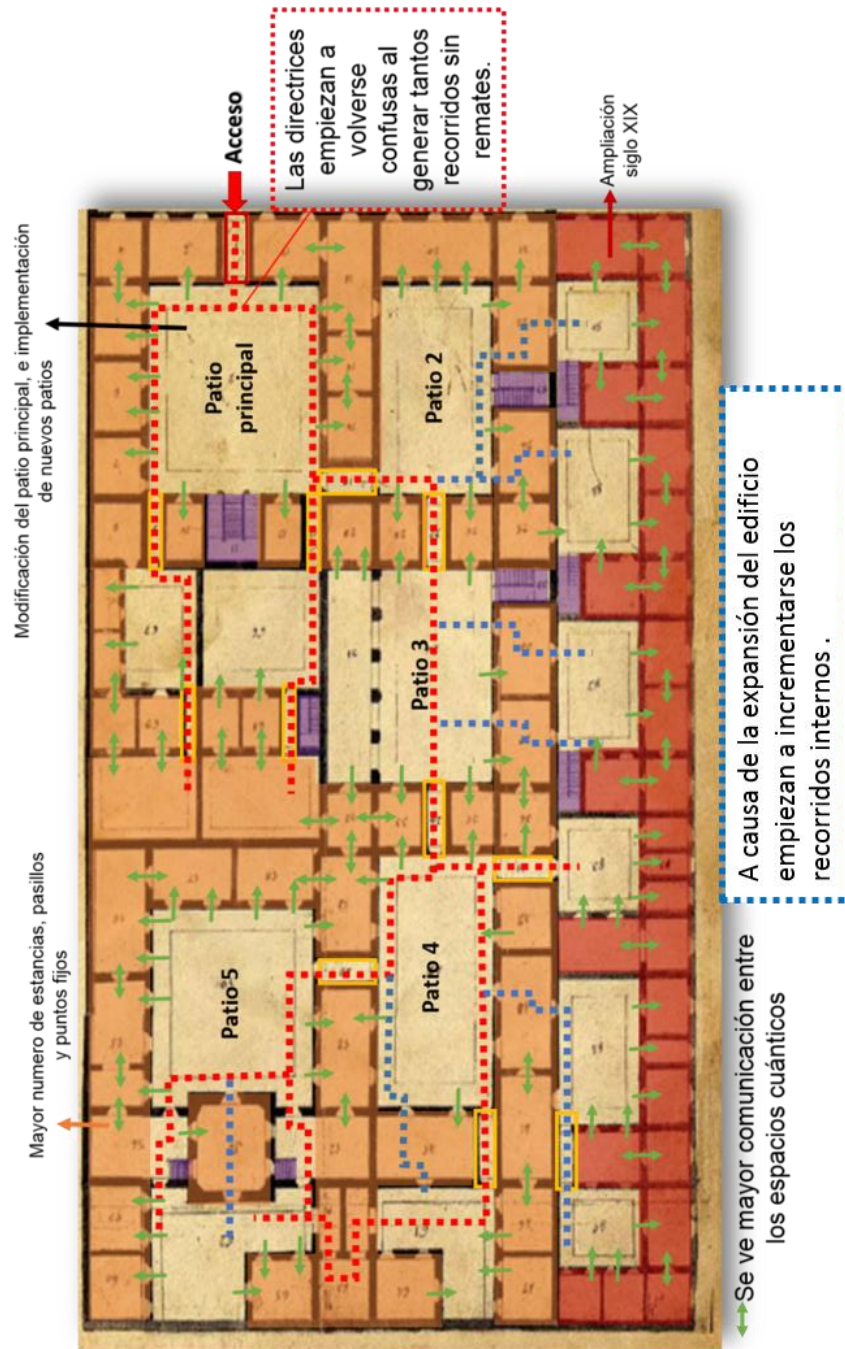 Mayor numero de estancias, pasillos
y puntos fijos
Modificación del patio principal, e implementación
de nuevos patios
Acceso
Las directrices
empiezan a
volverse
confusas al
generar tantos
recorridos sin
remates.
Patio
principal
Patio 2
Patio 3
Patio 4
Patio 5
Ampliación
siglo XIX
Se ve mayor comunicación entre
los espacios cuánticos
A causa de la expansión del edificio
empiezan a incrementarse los
recorridos internos .